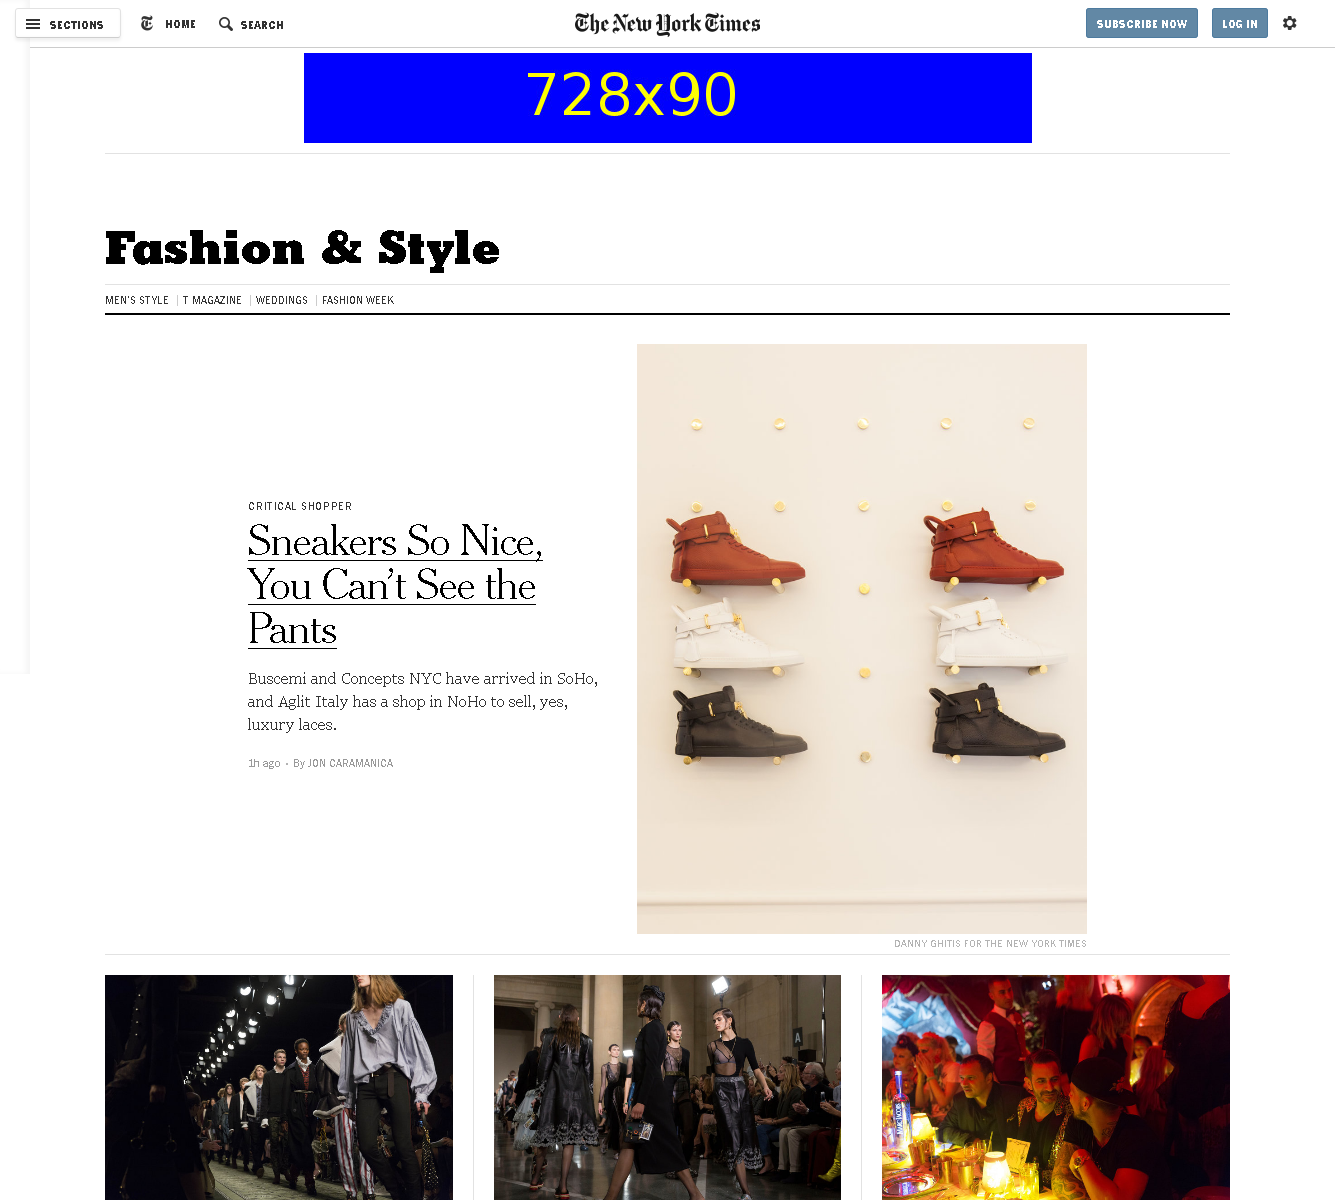 SECTIONS
HOME
SEARCH
The New York Times
SUBSCRIBE NOW
LOG IN
728x90
Fashion & Style
MEN'S STYLE
T MAGAZINE
WEDDINGS
FASHION WEEK
CRITICAL SHOPPER
Sneakers So Nice,
You Can’t See the
Pants
Buscemi and Concepts NYC have arrived in SoHo,
and Aglit Italy has a shop in NoHo to sell, yes,
luxury laces.
1h ago · By JON CARAMANICA
DANNY GHITIS FOR THE NEW YORK TIMES
A